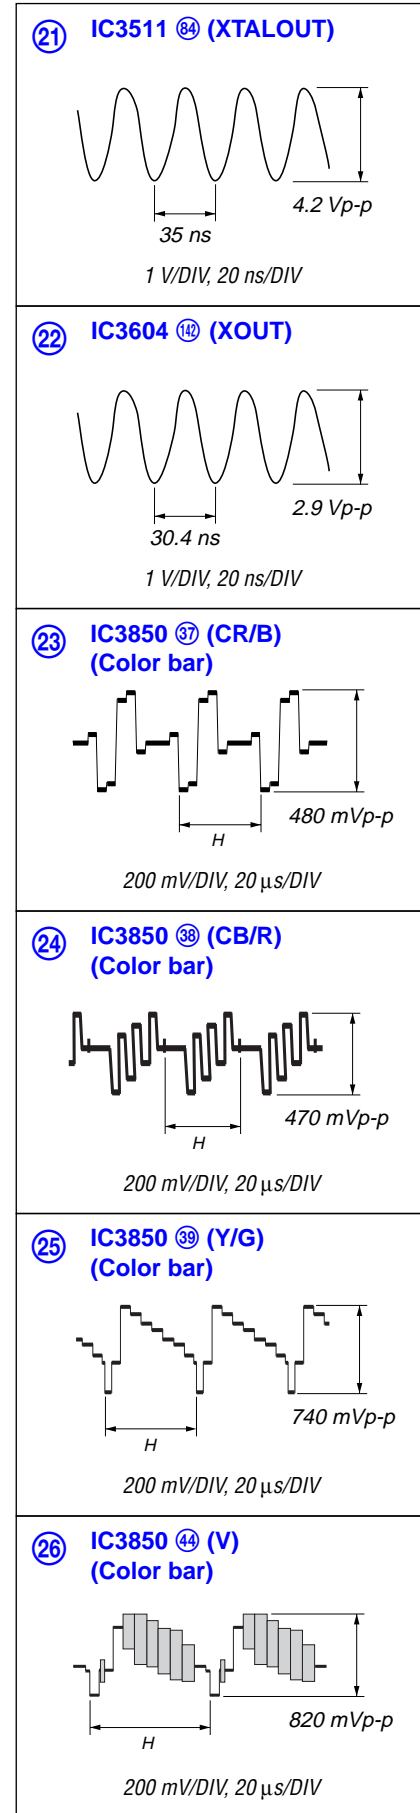 ㉑ IC3511 84 (XTALOUT)
4.2 Vp-p
35 ns
1 V/DIV, 20 ns/DIV
㉒ IC3604 142 (XOUT)
2.9 Vp-p
30.4 ns
1 V/DIV, 20 ns/DIV
㉓ IC3850 ㊲ (CR/B)
(Color bar)
480 mVp-p
H
200 mV/DIV, 20 µs/DIV
㉔ IC3850 ㊳ (CB/R)
(Color bar)
470 mVp-p
H
200 mV/DIV, 20 µs/DIV
㉕ IC3850 ㊴ (Y/G)
(Color bar)
740 mVp-p
H
200 mV/DIV, 20 µs/DIV
㉖ IC3850 ㊹ (V)
(Color bar)
820 mVp-p
H
200 mV/DIV, 20 µs/DIV